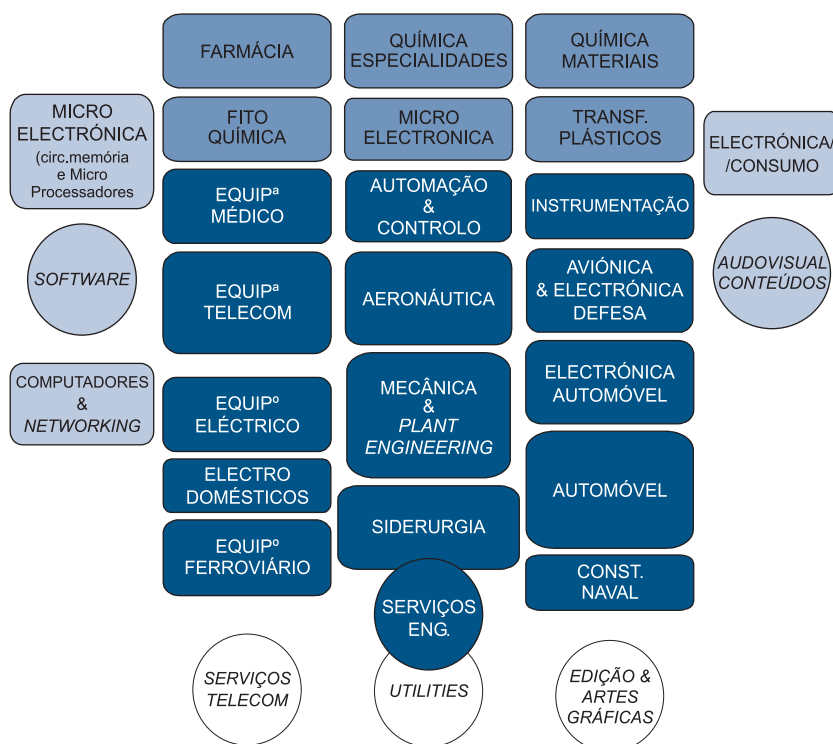 FARMÁCIA
QUÍMICA
ESPECIALIDADES
QUÍMICA
MATERIAIS
MICRO
ELECTRÓNICA
(circ.memória
e Micro
Processadores
FITO
QUÍMICA
MICRO
ELECTRONICA
TRANSF.
PLÁSTICOS
ELECTRÓNICA/
/CONSUMO
EQUIPª
MÉDICO
AUTOMAÇÃO
&
CONTROLO
INSTRUMENTAÇÃO
SOFTWARE
EQUIPª
TELECOM
AERONÁUTICA
AVIÓNICA
& ELECTRÓNICA
DEFESA
AUDOVISUAL
CONTEÚDOS
COMPUTADORES
&
NETWORKING
EQUIPº
ELÉCTRICO
MECÂNICA
&
PLANT
ENGINEERING
ELECTRÓNICA
AUTOMÓVEL
ELECTRO
DOMÉSTICOS
AUTOMÓVEL
EQUIPº
FERROVIÁRIO
SIDERURGIA
CONST.
NAVAL
SERVIÇOS
ENG.
SERVIÇOS
TELECOM
UTILITIES
EDIÇÃO &
ARTES
GRÁFICAS